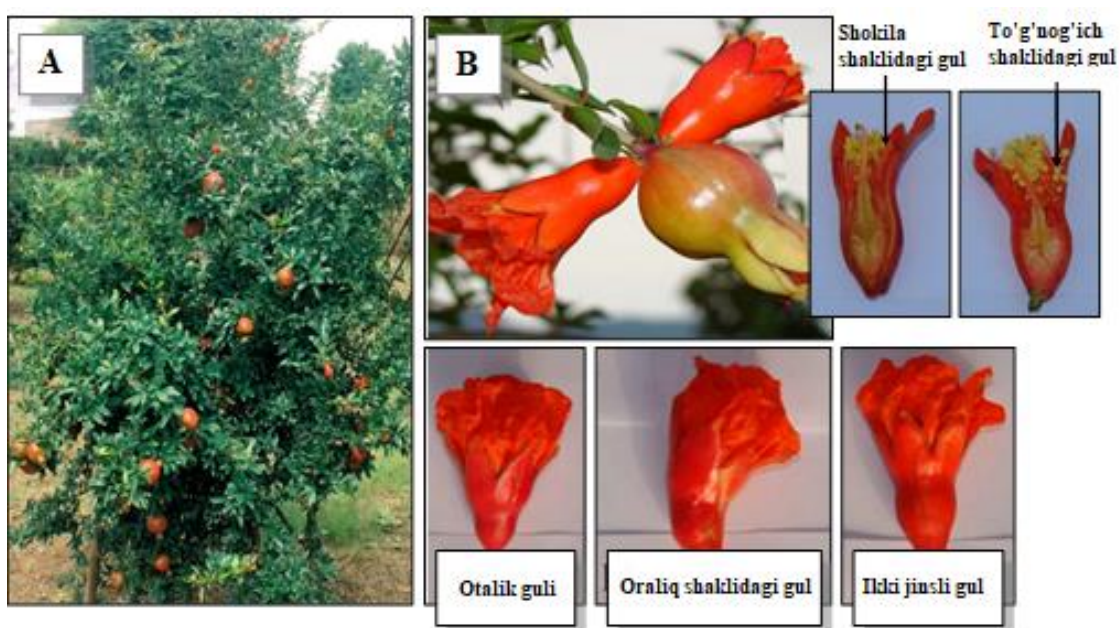 A
B
Shokila
shaklidagi gul
To'g'nog'ich
shaklidagi gul
Otalik guli
Oraliq shaklidagi gul
Ikki jinsli gul